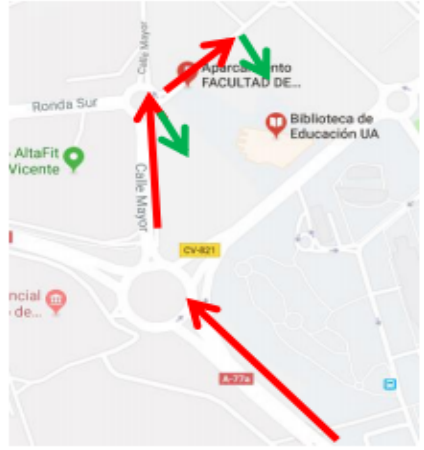 Calle Mayor
Aparcamiento
FACULTAD DE...
Ronda Sur
Biblioteca de
Educación UA
AltaFit
Vicente
Calle Mayor
CV-821
ncial
de...
A-77a